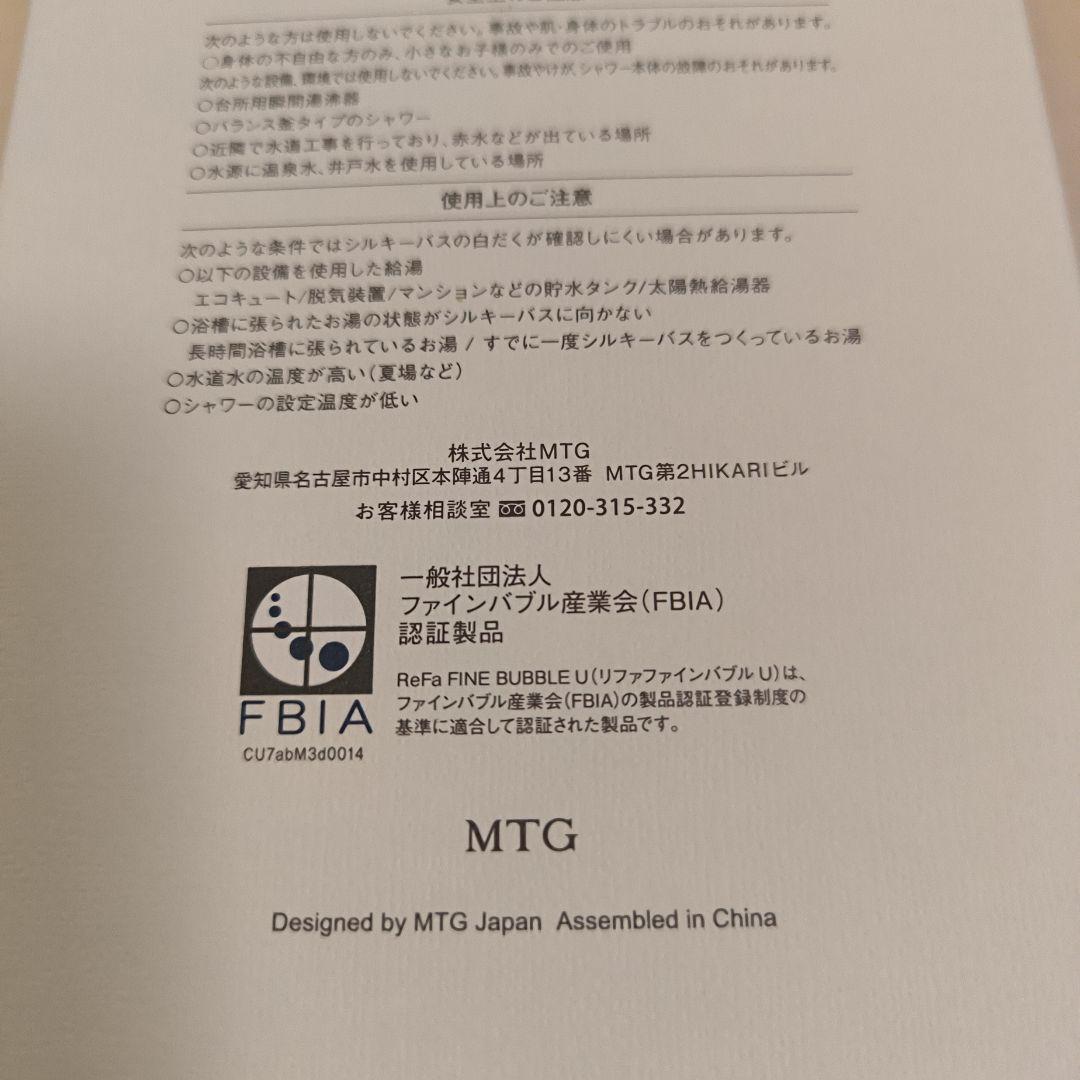 次のような方は使用しないでください。事故や肌・身体のトラブルのおそれがあります。
○身体の不自由な方のみ、小さなお子様のみでのご使用
次のような設備、環境では使用しないでください。事故やけが、シャワー本体の故障のおそれがあります。
○台所用瞬間湯沸器
○バランス釜タイプのシャワー
○近隣で水道工事を行っており、赤水などが出ている場所
○水源に温泉水、井戸水を使用している場所
使用上のご注意
次のような条件ではシルキーバスの白だくが確認しにくい場合があります。
○以下の設備を使用した給湯
エコキュート/脱気装置/マンションなどの貯水タンク/太陽熱給湯器
○浴槽に張られたお湯の状態がシルキーバスに向かない
長時間浴槽に張られているお湯 / すでに一度シルキーバスをつくっているお湯
○水道水の温度が高い(夏場など)
○シャワーの設定温度が低い
株式会社MTG
愛知県名古屋市中村区本陣通4丁目13番 MTG第2HIKARIビル
お客様相談室 0120-315-332
一般社団法人
ファインバブル産業会(FBIA)
認証製品
ReFa FINE BUBBLE U(リファファインバブル U)は、
ファインバブル産業会(FBIA)の製品認証登録制度の
基準に適合して認証された製品です。
FBIA
CU7abM3d0014
MTG
Designed by MTG Japan Assembled in China